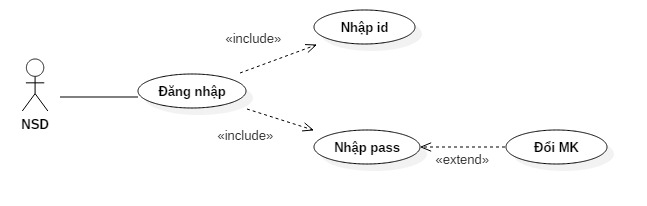 Nhập id
«include»
Đăng nhập
NSD
«include»
Nhập pass
Đổi MK
«extend»